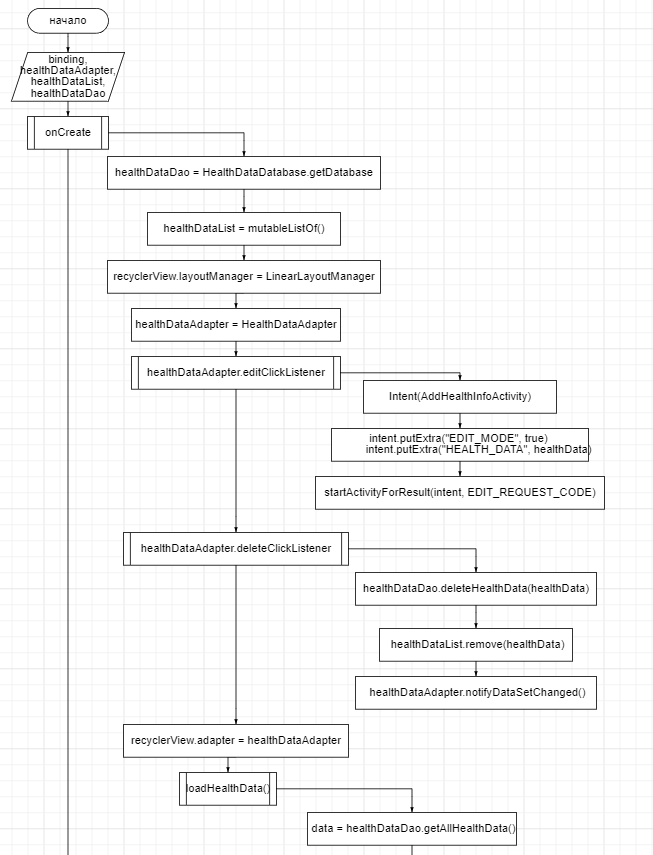 начало
binding,
healthDataAdapter,
healthDataList,
healthDataDao
onCreate
healthDataDao = HealthDataDatabase.getDatabase
healthDataList = mutableListOf()
recyclerView.layoutManager = LinearLayoutManager
healthDataAdapter = HealthDataAdapter
healthDataAdapter.editClickListener
Intent(AddHealthInfoActivity)
intent.putExtra("EDIT_MODE", true)
intent.putExtra("HEALTH_DATA", healthData)
startActivityForResult(intent, EDIT_REQUEST_CODE)
healthDataAdapter.deleteClickListener
healthDataDao.deleteHealthData(healthData)
healthDataList.remove(healthData)
healthDataAdapter.notifyDataSetChanged()
recyclerView.adapter = healthDataAdapter
loadHealthData()
data = healthDataDao.getAllHealthData()